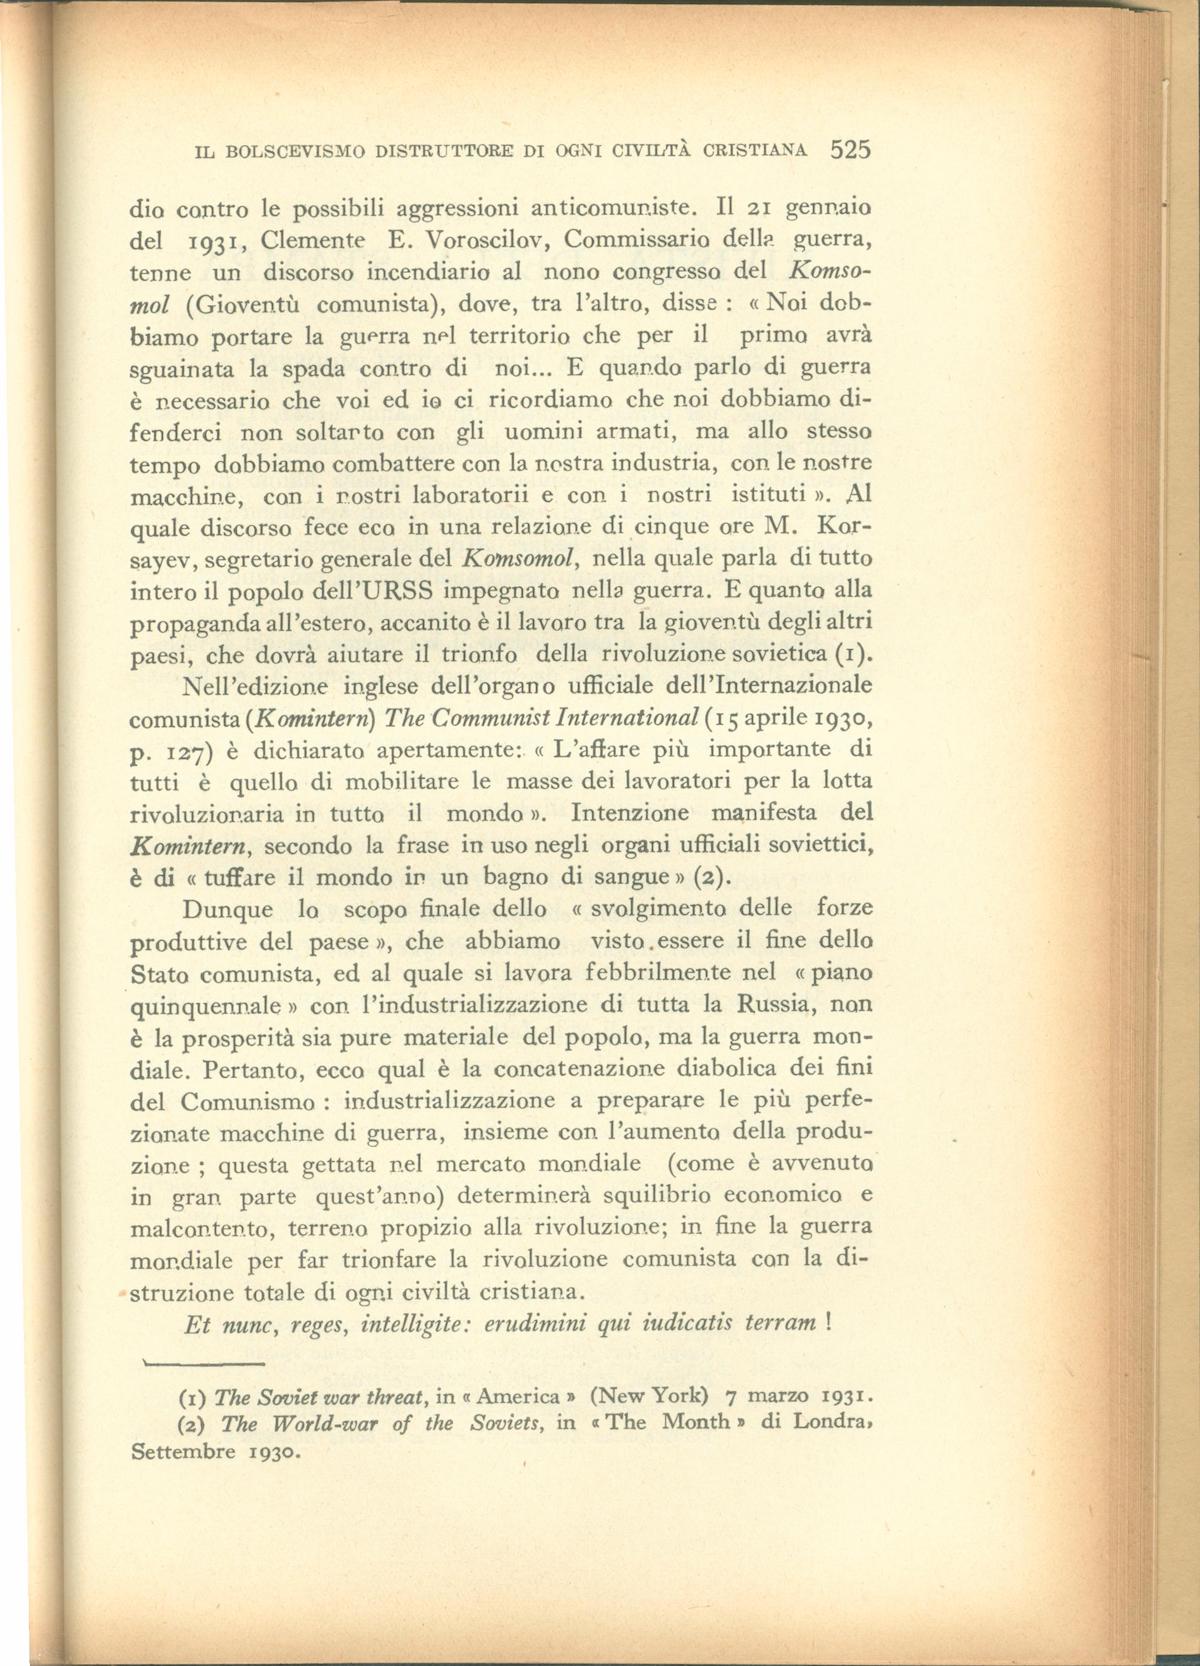 IL BOLSCEVISMO DISTRUTTORE DI OGNI CIVILTÀ CRISTIANA 525
dio contro le possibili aggressioni anticomuniste. Il 21 gennaio
del 1931, Clemente E. Voroscilov, Commissario della guerra,
tenne un discorso incendiario al nono congresso del Komso-
mol (Gioventù comunista), dove, tra l'altro, disse : « Noi dob-
biamo portare la guerra nel territorio che per il primo avrà
sguainata la spada contro di noi... E quando parlo di guerra
è necessario che voi ed io ci ricordiamo che noi dobbiamo di-
fenderci non soltanto con gli uomini armati, ma allo stesso
tempo dobbiamo combattere con la nostra industria, con le nostre
macchine, con i nostri laboratorii e con i nostri istituti ». Al
quale discorso fece eco in una relazione di cinque ore M. Kor-
sayev, segretario generale del Komsomol, nella quale parla di tutto
intero il popolo dell'URSS impegnato nella guerra. E quanto alla
propaganda all'estero, accanito è il lavoro tra la gioventù degli altri
paesi, che dovrà aiutare il trionfo della rivoluzione sovietica (1).
Nell'edizione inglese dell'organo ufficiale dell'Internazionale
comunista (Komintern) The Communist International (15 aprile 1930,
p. 127) è dichiarato apertamente: « L'affare più importante di
tutti è quello di mobilitare le masse dei lavoratori per la lotta
rivoluzionaria in tutto il mondo ». Intenzione manifesta del
Komintern, secondo la frase in uso negli organi ufficiali soviettici,
è di « tuffare il mondo in un bagno di sangue » (2).
Dunque lo scopo finale dello « svolgimento delle forze
produttive del paese », che abbiamo visto essere il fine dello
Stato comunista, ed al quale si lavora febbrilmente nel « piano
quinquennale » con l'industrializzazione di tutta la Russia, non
è la prosperità sia pure materiale del popolo, ma la guerra mon-
diale. Pertanto, ecco qual è la concatenazione diabolica dei fini
del Comunismo : industrializzazione a preparare le più perfe-
zionate macchine di guerra, insieme con l'aumento della produ-
zione ; questa gettata nel mercato mondiale (come è avvenuto
in gran parte quest'anno) determinerà squilibrio economico e
malcontento, terreno propizio alla rivoluzione; in fine la guerra
mondiale per far trionfare la rivoluzione comunista con la di-
struzione totale di ogni civiltà cristiana.
Et nunc, reges, intelligite: erudimini qui iudicatis terram !
(1) The Soviet war threat, in « America » (New York) 7 marzo 1931.
(2) The World-war of the Soviets, in « The Month » di Londra,
Settembre 1930.